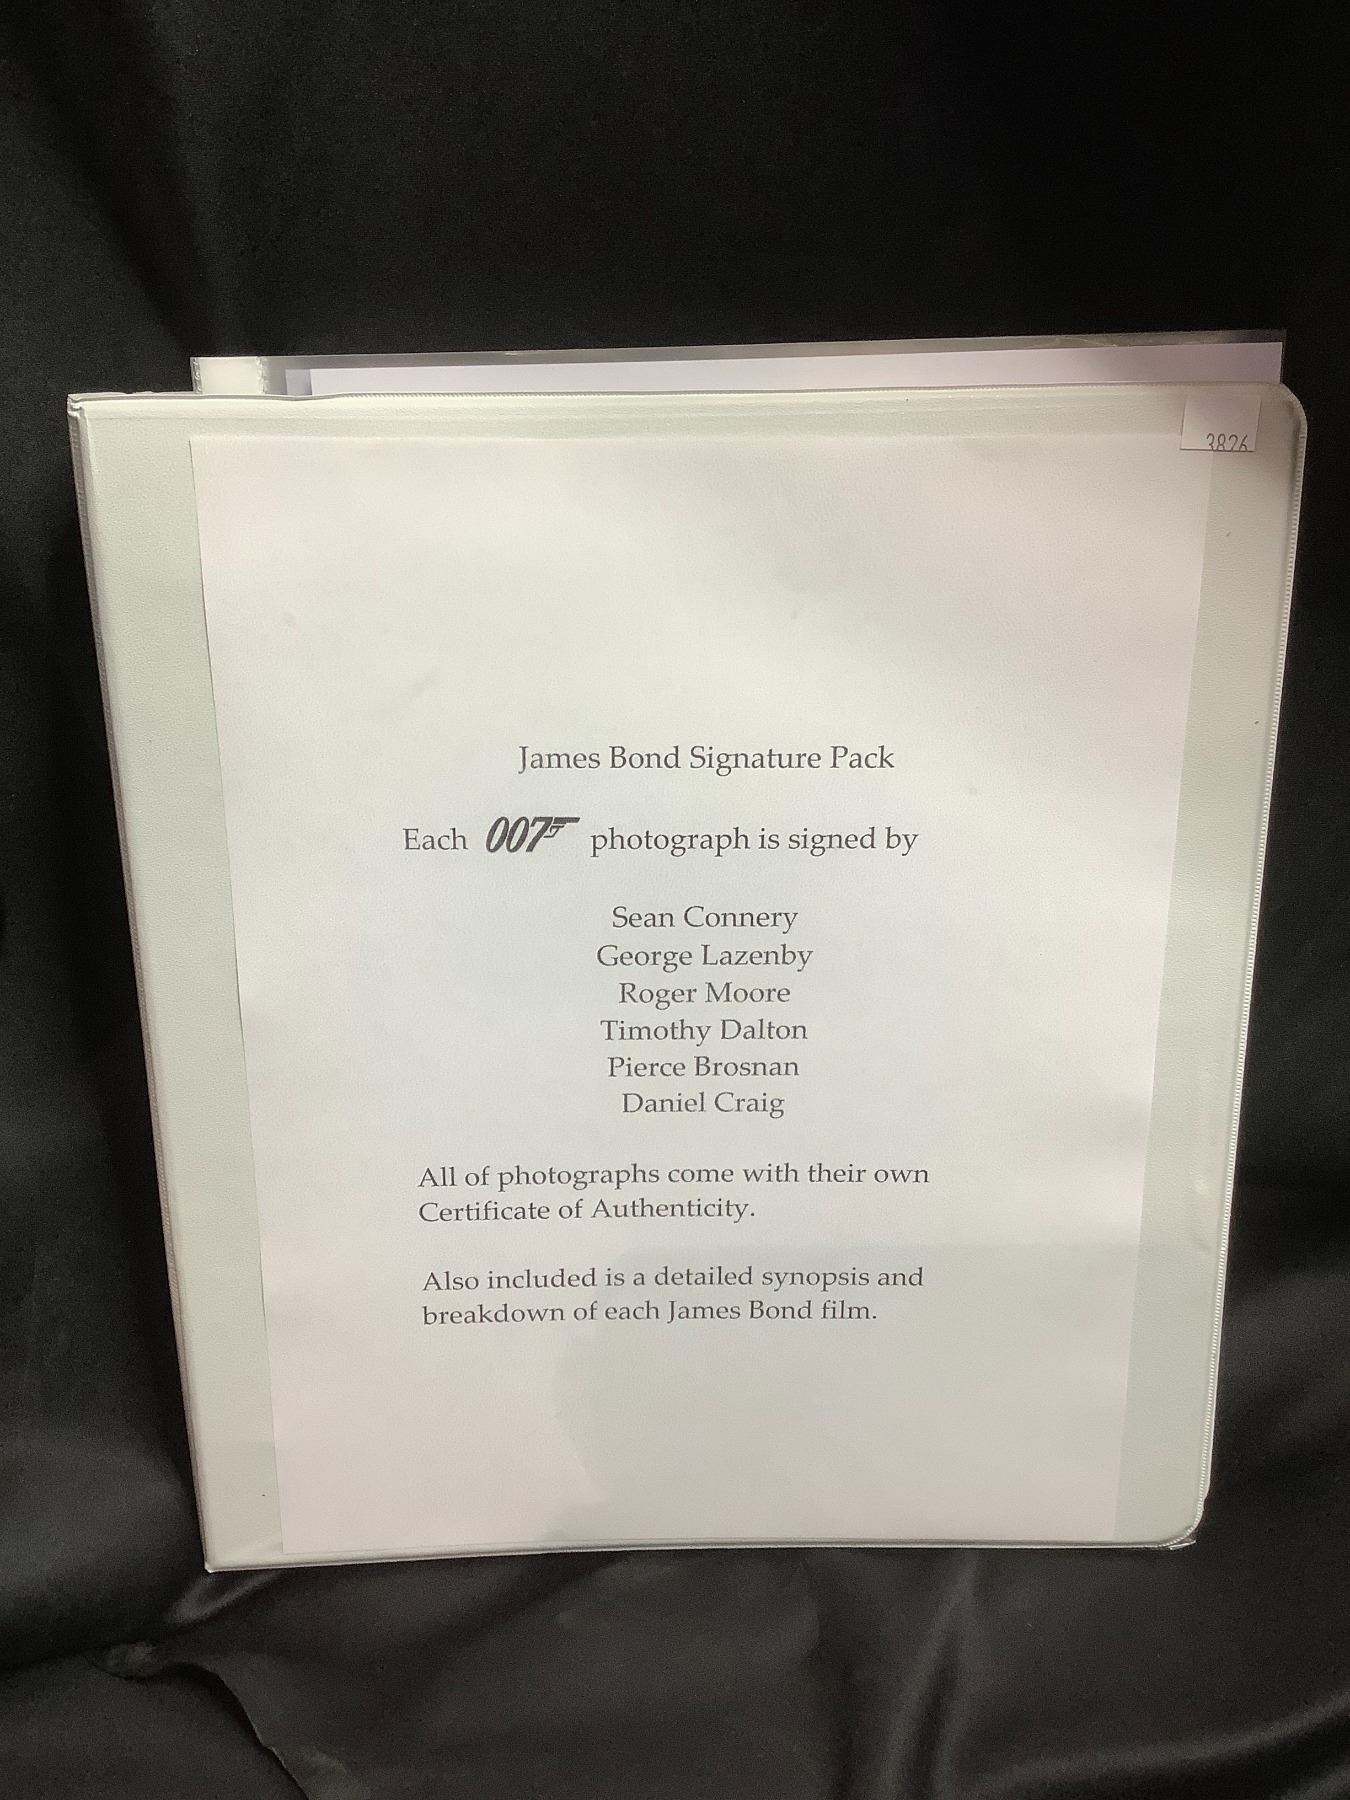 3826
James Bond Signature Pack
Each 007 photograph is signed by
Sean Connery
George Lazenby
Roger Moore
Timothy Dalton
Pierce Brosnan
Daniel Craig
All of photographs come with their own
Certificate of Authenticity.
Also included is a detailed synopsis and
breakdown of each James Bond film.